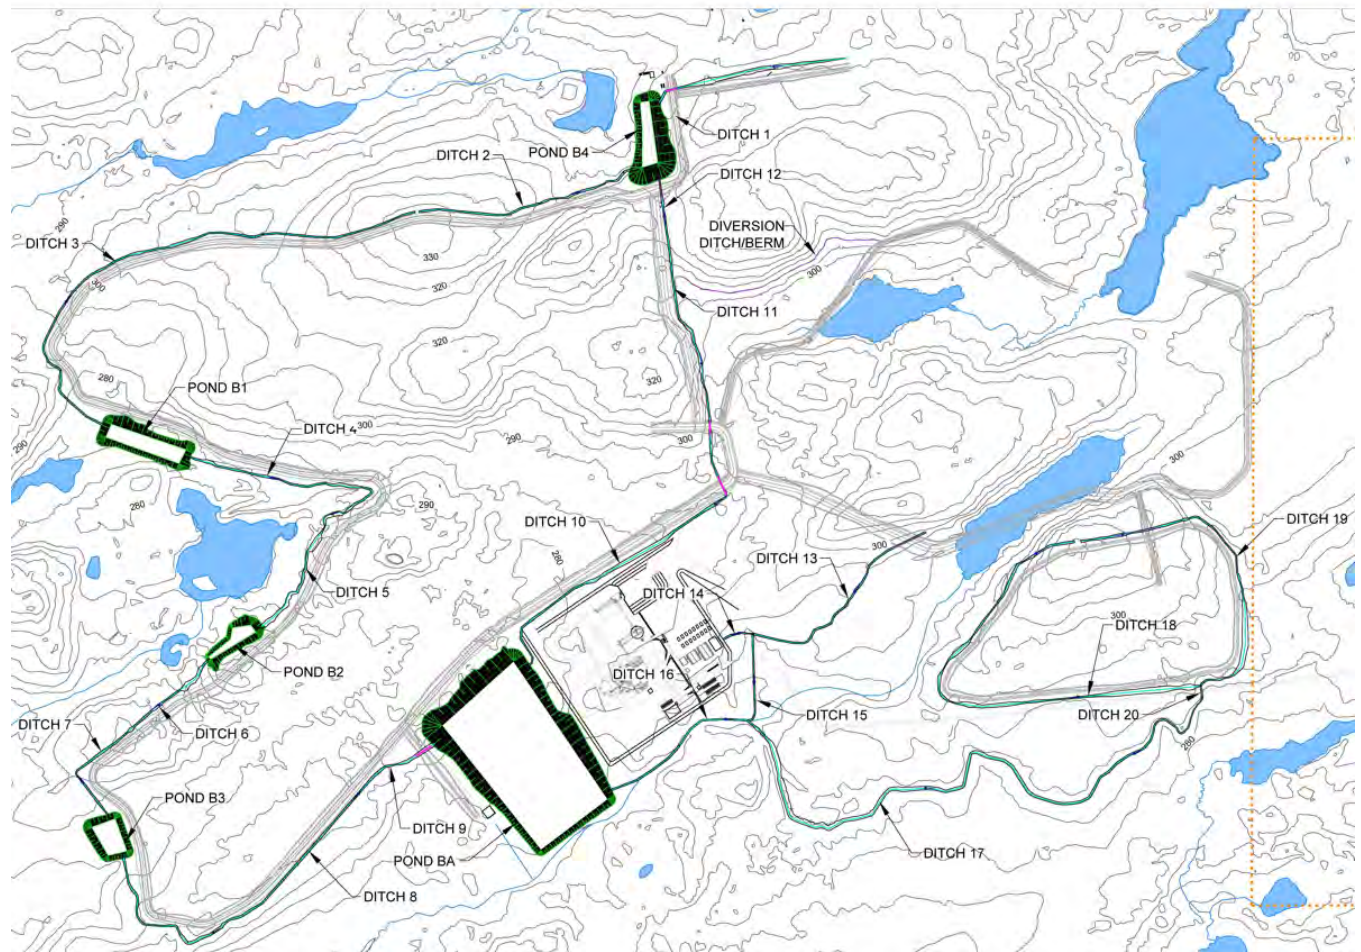 DITCH 1
DITCH 2
POND B4
DITCH 12
290
DITCH 3
DIVERSION
DITCH/BERM
330
300
300
320
DITCH 11
320
320
280
POND B1
DITCH 4
300
290
300
290
300
280
290
DITCH 10
DITCH 19
280
300
DITCH 13
DITCH 5
DITCH 14
300
DITCH 18
POND B2
DITCH 16
DITCH 7
DITCH 6
DITCH 15
DITCH 20
280
POND B3
DITCH 9
POND BA
DITCH 17
DITCH 8